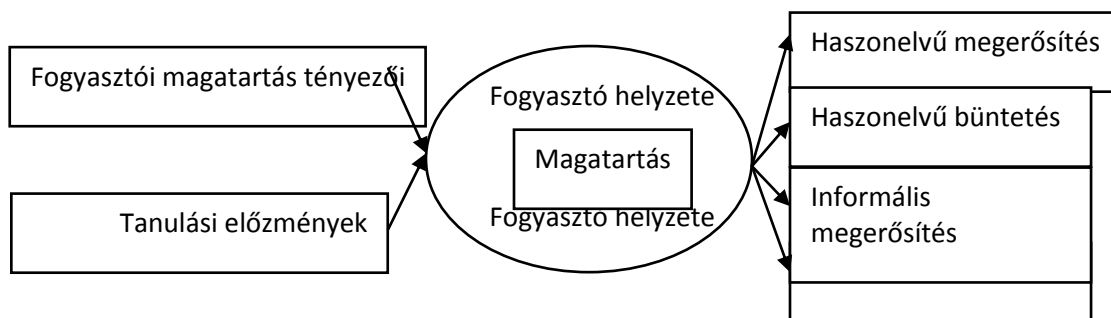 Fogyasztói magatartás tényezői
Tanulási előzmények
Fogyasztó helyzete
Magatartás
Fogyasztó helyzete
Haszonelvű megerősítés
Haszonelvű büntetés
Informális
megerősítés